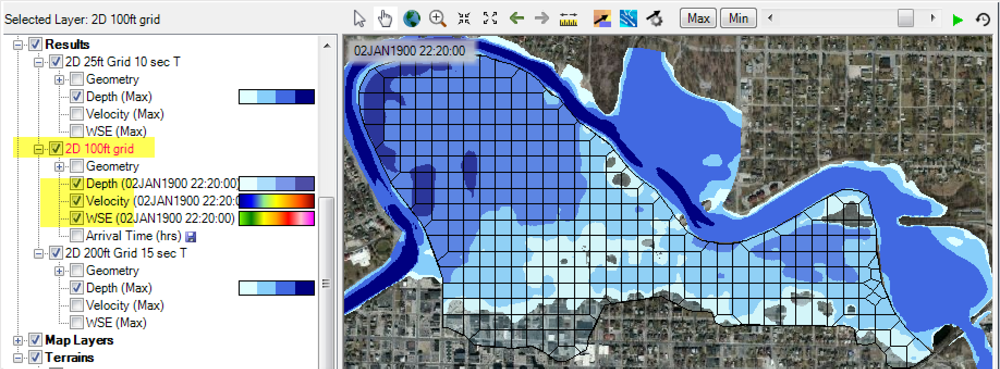 Selected Layer: 2D 100ft grid
Max
Min
Results
2D 25ft Grid 10 sec T
Geometry
Depth (Max)
Velocity (Max)
WSE (Max)
2D 100ft grid
Geometry
Depth (02JAN1900 22:20:00)
Velocity (02JAN1900 22:20:0
WSE (02JAN1900 22:20:00)
Arrival Time (hrs)
2D 200ft Grid 15 sec T
Geometry
Depth (Max)
Velocity (Max)
WSE (Max)
Map Layers
Terrains
02JAN1900 22:20:00